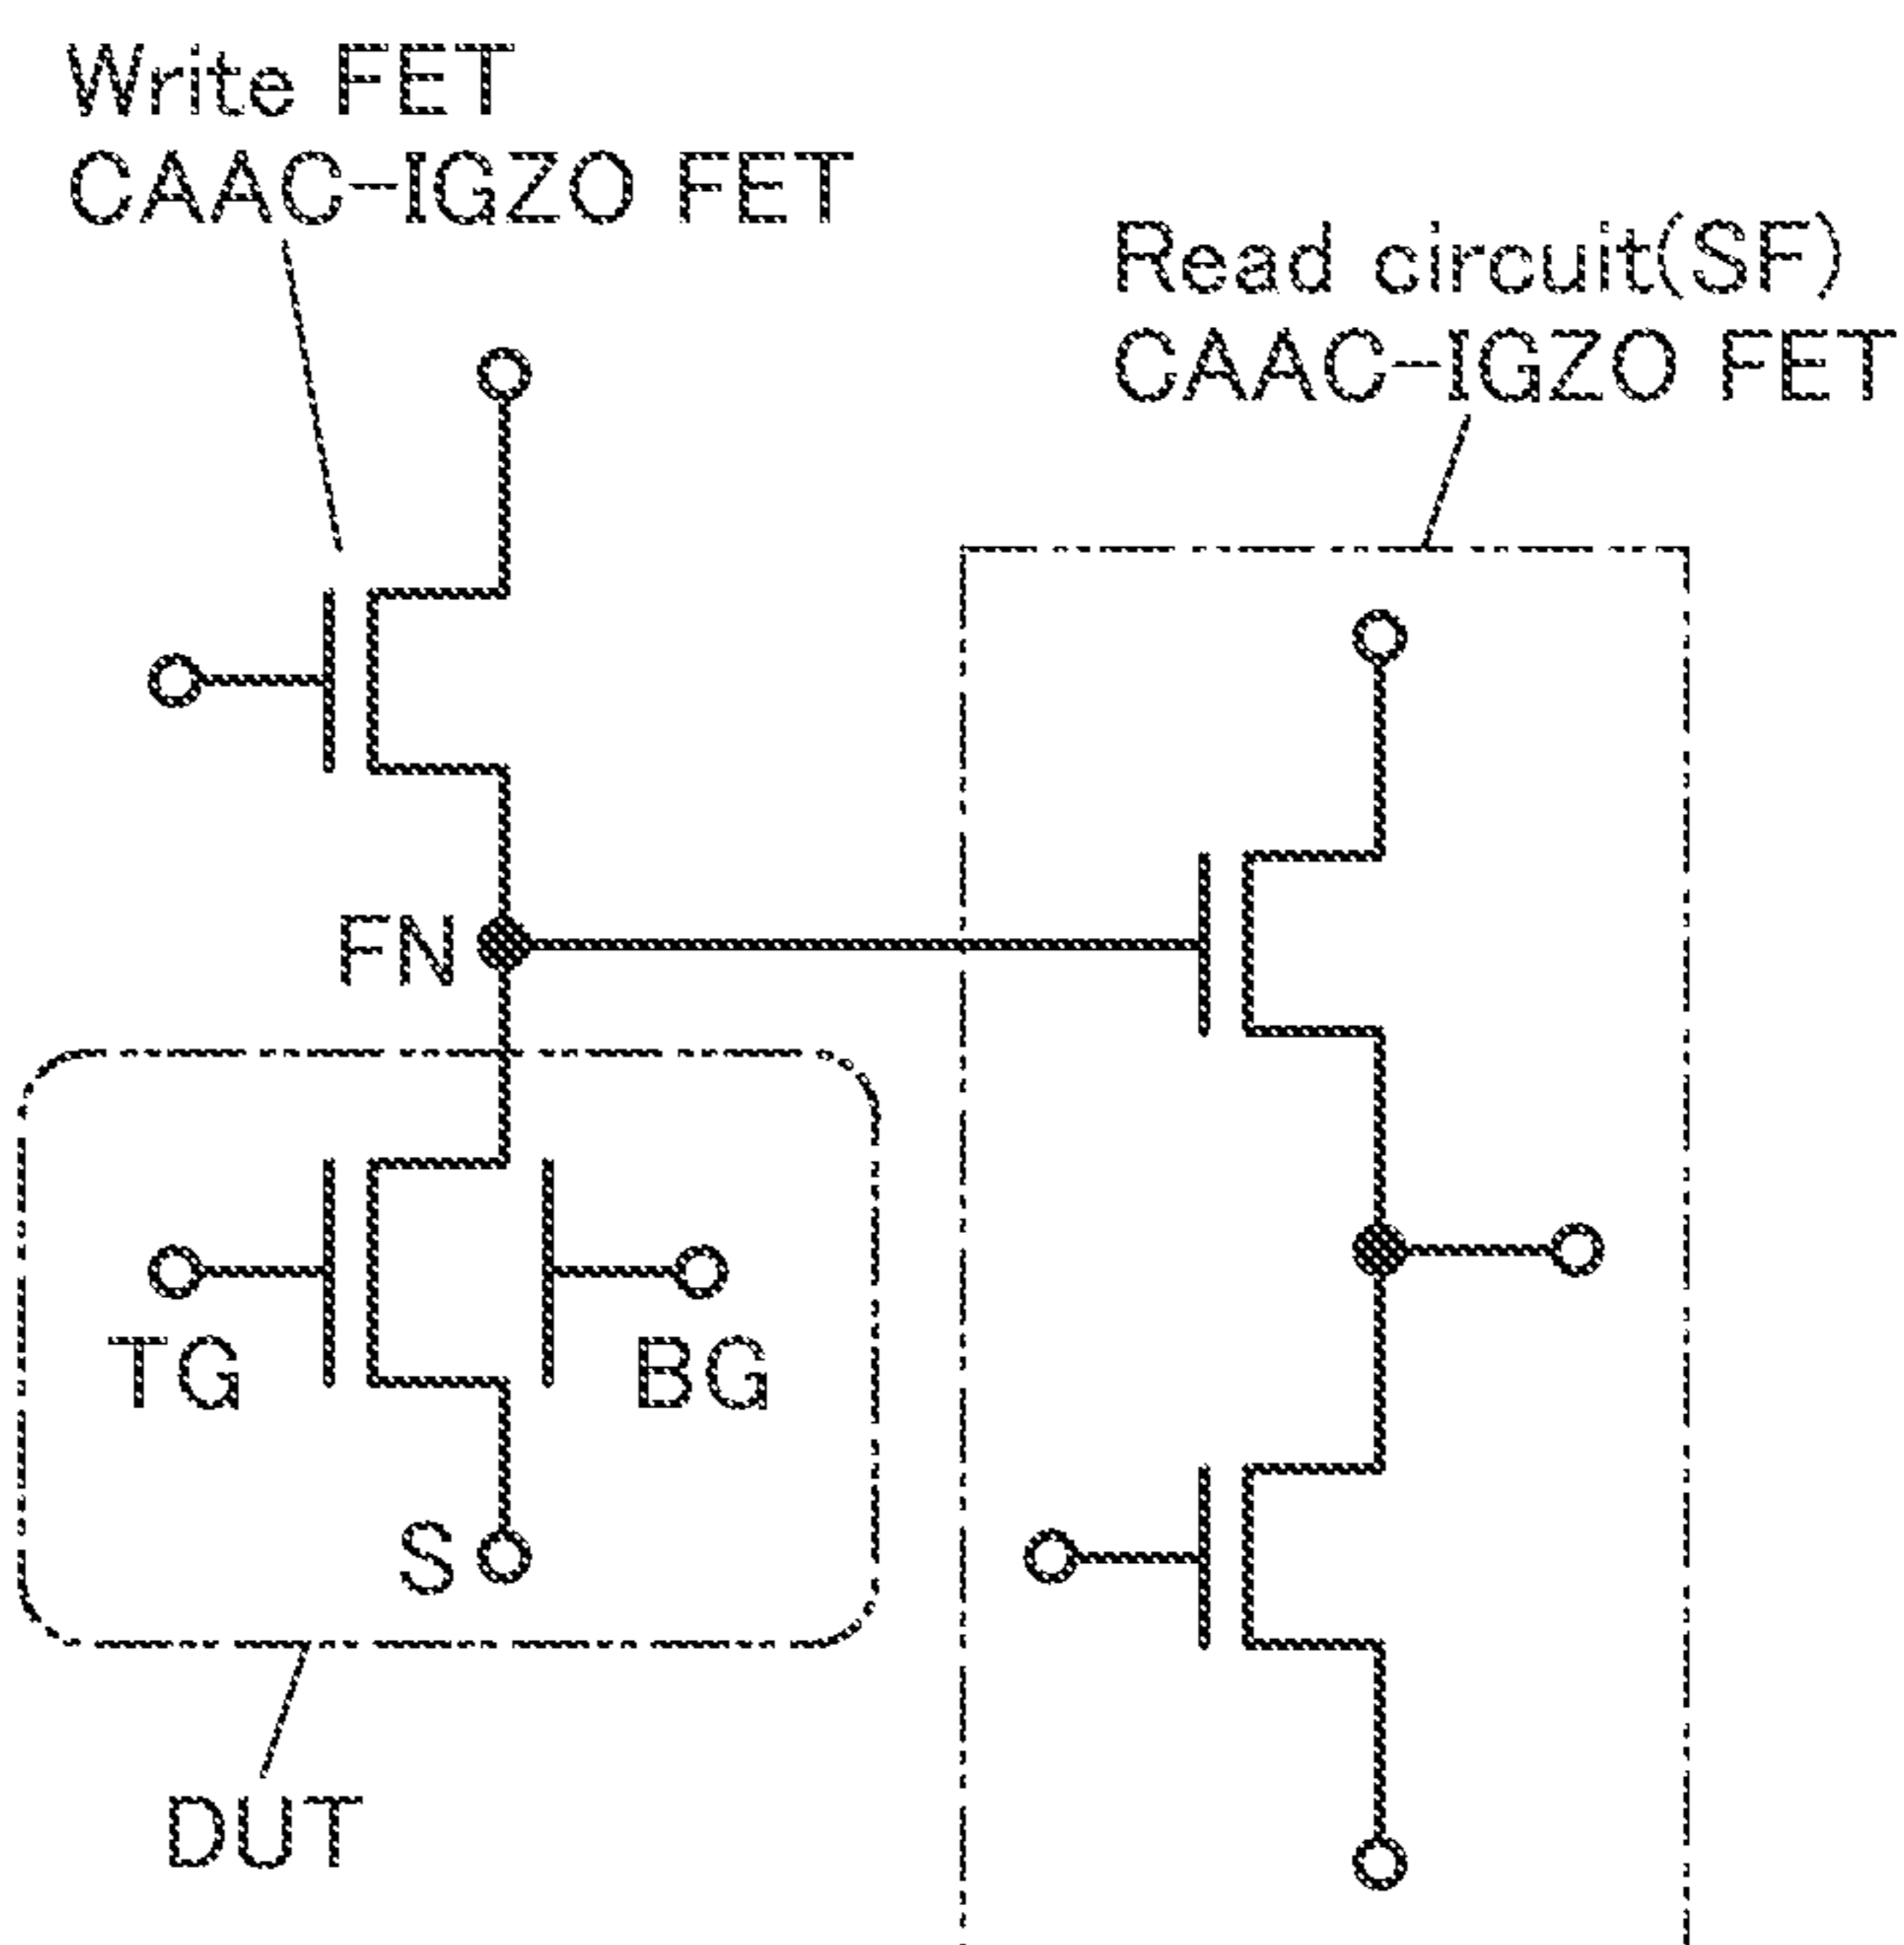 Write FET
CAAC-IGZO FET
Read circuit(SF)
CAAC-IGZO FET
FN
TG
BG
S
DUT